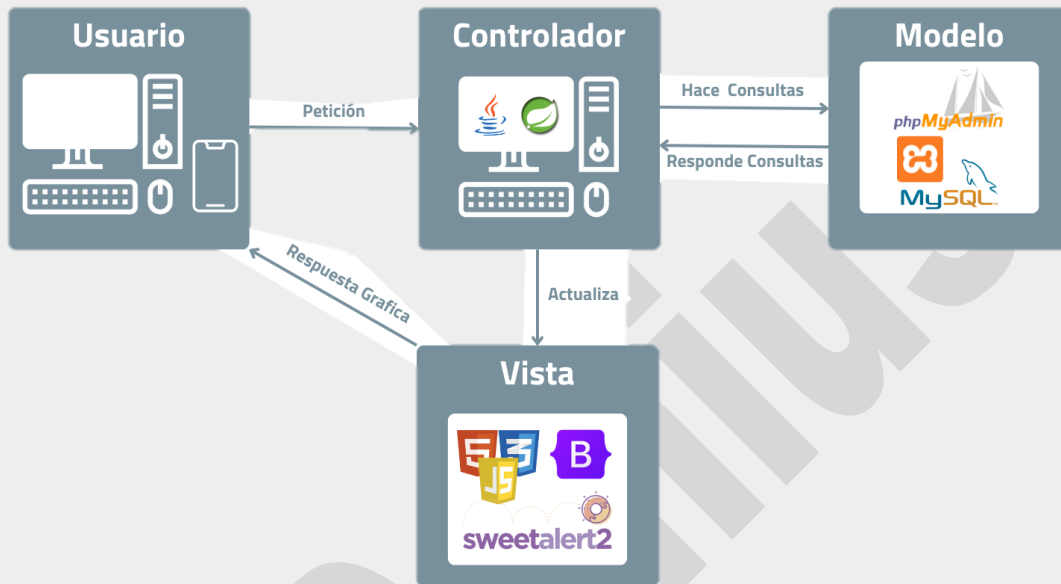 Usuario
Controlador
Modelo
Petición
Hace Consultas
Responde Consultas
phpMyAdmin
MySQL
Respuesta Grafica
Actualiza
Vista
5
3
JS
B
sweetalert2